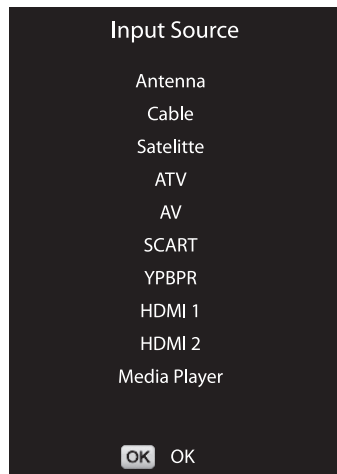 Input Source
Antenna
Cable
Satelitte
ATV
AV
SCART
YPBPR
HDMI 1
HDMI 2
Media Player
OK OK